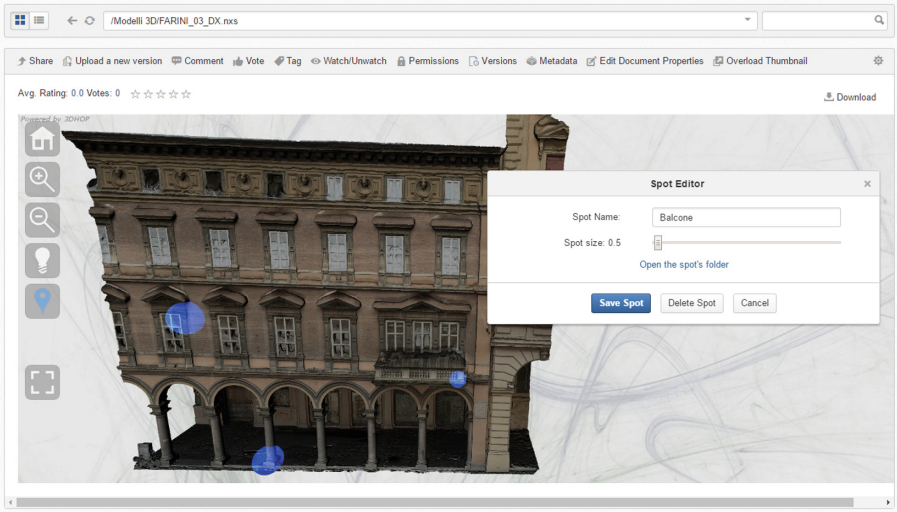 /Modelli 3D/FARINI_03_DX.nxs
Share Upload a new version Comment Vote Tag Watch/Unwatch Permissions Versions Metadata Edit Document Properties Overload Thumbnail
Avg. Rating: 0.0 Votes: 0
Download
Powered by 3DHOP
Spot Editor
Spot Name: Balcone
Spot size: 0.5
Open the spot's folder
Save Spot Delete Spot Cancel